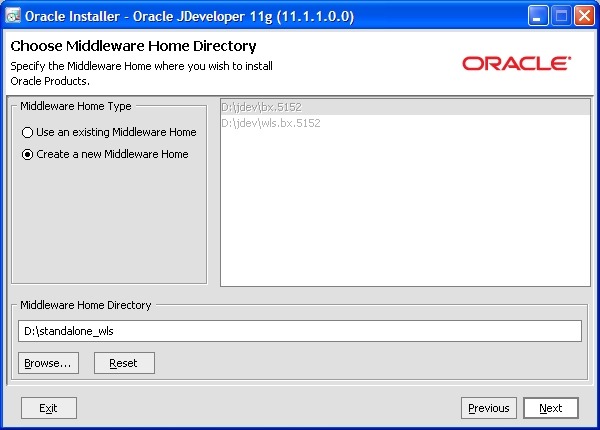 Oracle Installer - Oracle JDeveloper 11g (11.1.1.0.0)
Choose Middleware Home Directory
Specify the Middleware Home where you wish to install
Oracle Products.
ORACLE®
Middleware Home Type
Use an existing Middleware Home
Create a new Middleware Home
D:\jdev\bx.5152
D:\jdev\wls.bx.5152
Middleware Home Directory
D:\standalone_wls
Browse...
Reset
Exit
Previous
Next